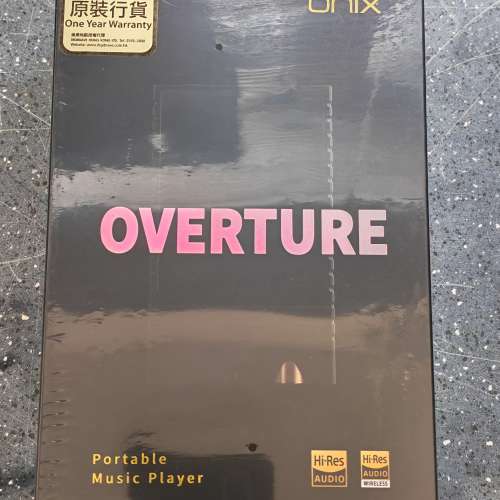 原裝行貨
One Year Warranty
Onix
OVERTURE
Portable
Music Player
Hi-Res
AUDIO
Hi-Res
AUDIO
WIRELESS